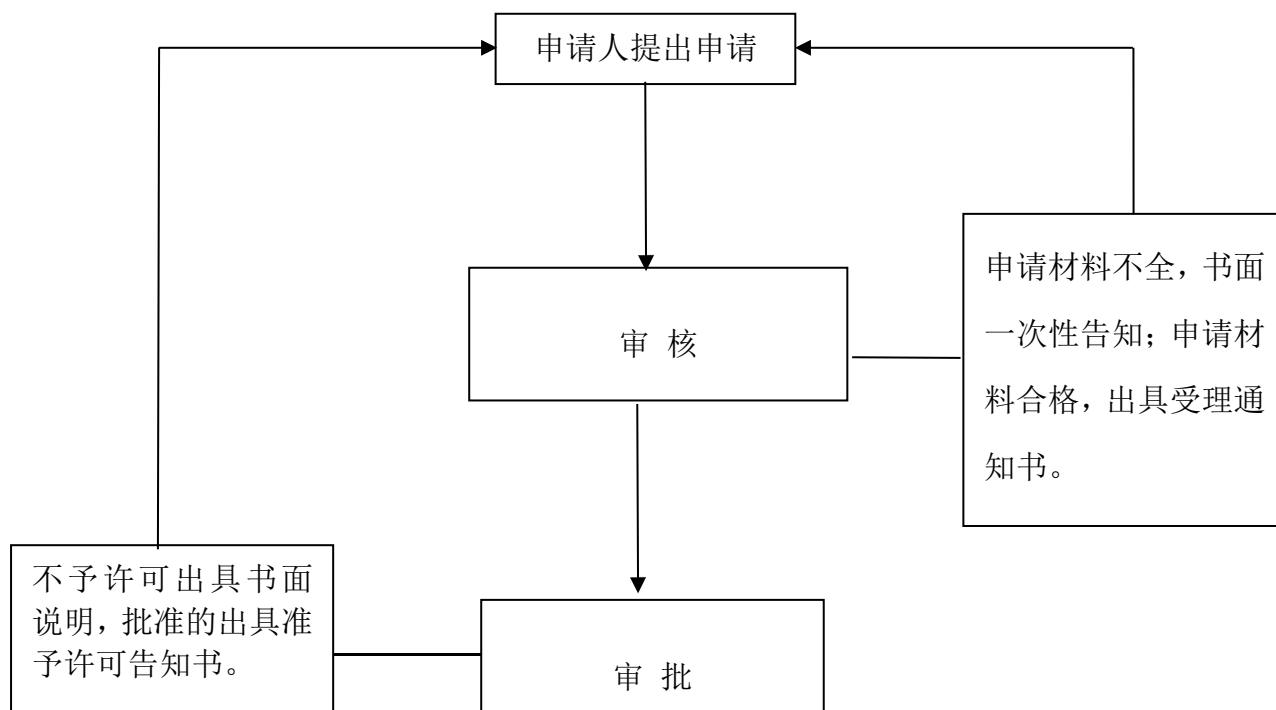 申请人提出申请
审 核
申请材料不全，书面
一次性告知；申请材
料合格，出具受理通
知书。
不予许可出具书面
说明，批准的出具准
予许可告知书。
审 批